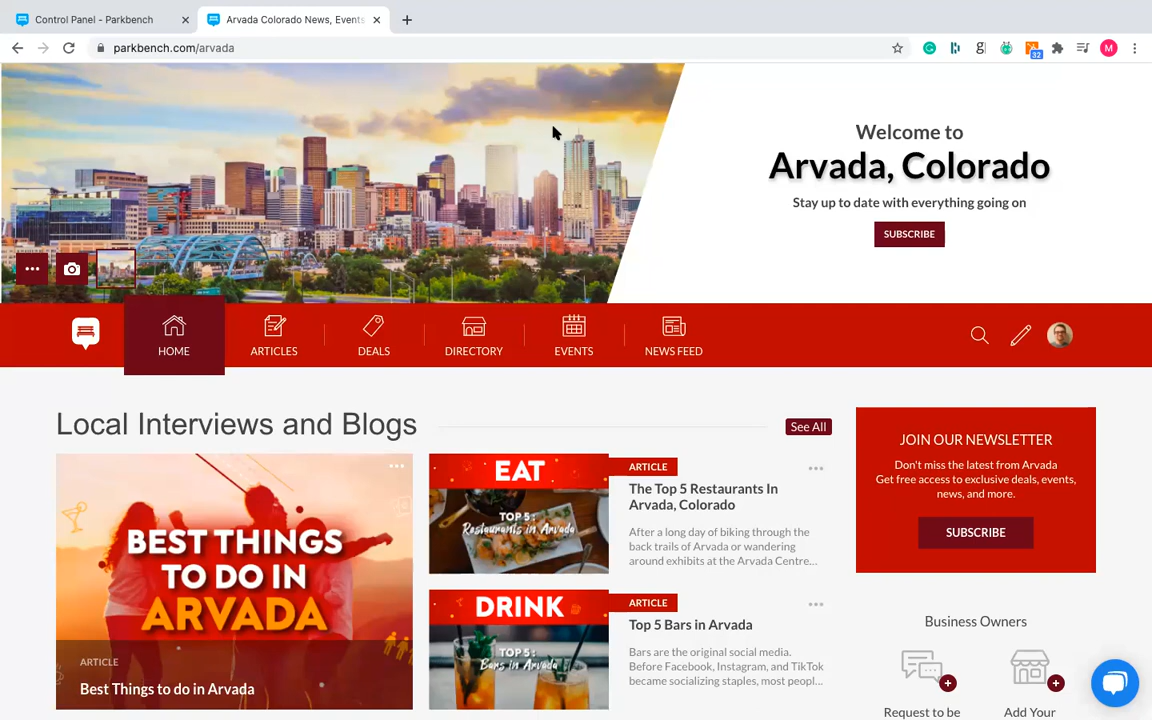 Control Panel - Parkbench
Arvada Colorado News, Events
parkbench.com/arvada
32
M
Welcome to
Arvada, Colorado
Stay up to date with everything going on
SUBSCRIBE
HOME
ARTICLES
DEALS
DIRECTORY
EVENTS
NEWS FEED
Local Interviews and Blogs
See All
BEST THINGS
TO DO IN
ARVADA
ARTICLE
Best Things to do in Arvada
EAT
TOP 5:
Restaurants in Arvada
ARTICLE
The Top 5 Restaurants In
Arvada, Colorado
After a long day of biking through the
back trails of Arvada or wandering
around exhibits at the Arvada Centre...
DRINK
TOP 5:
Bars in Arvada
ARTICLE
Top 5 Bars in Arvada
Bars are the original social media.
Before Facebook, Instagram, and TikTok
became socializing staples, most peopl...
JOIN OUR NEWSLETTER
Don't miss the latest from Arvada
Get free access to exclusive deals, events,
news, and more.
SUBSCRIBE
Business Owners
Request to be
Add Your